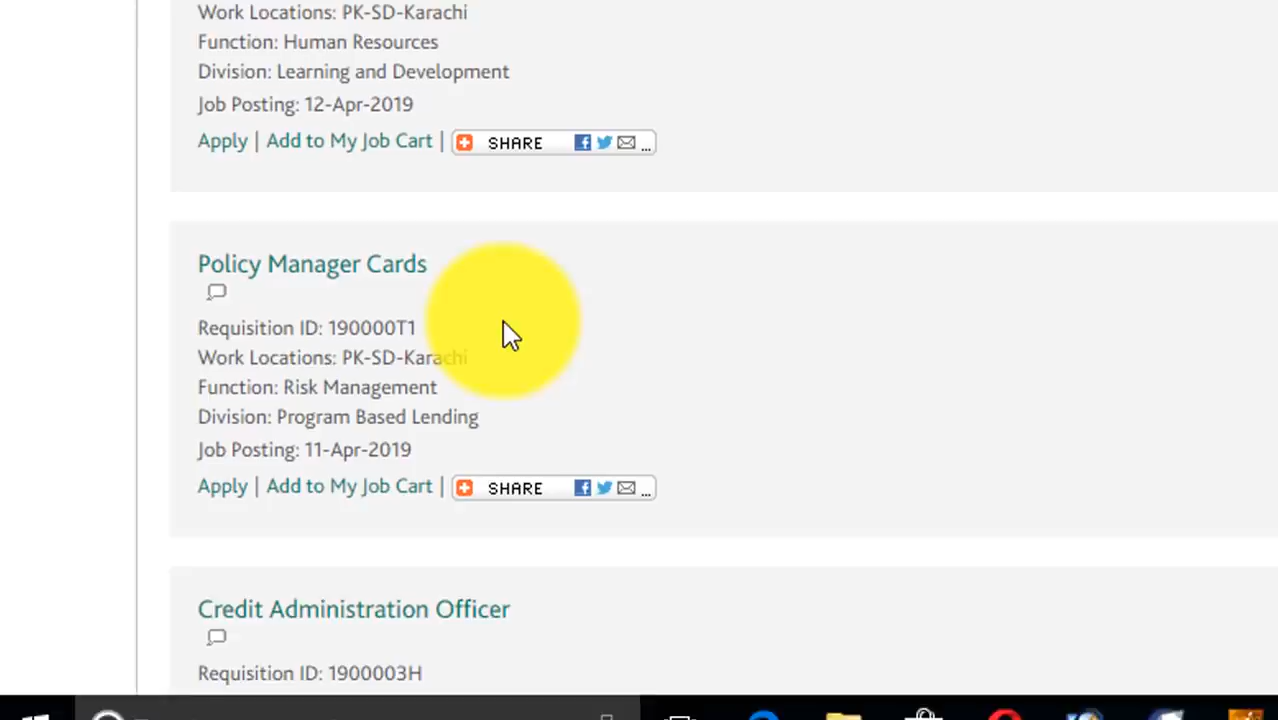 Work Locations: PK-SD-Karachi
Function: Human Resources
Division: Learning and Development
Job Posting: 12-Apr-2019
Apply | Add to My Job Cart | SHARE ...
Policy Manager Cards
Requisition ID: 190000T1
Work Locations: PK-SD-Karachi
Function: Risk Management
Division: Program Based Lending
Job Posting: 11-Apr-2019
Apply | Add to My Job Cart | SHARE ...
Credit Administration Officer
Requisition ID: 1900003H